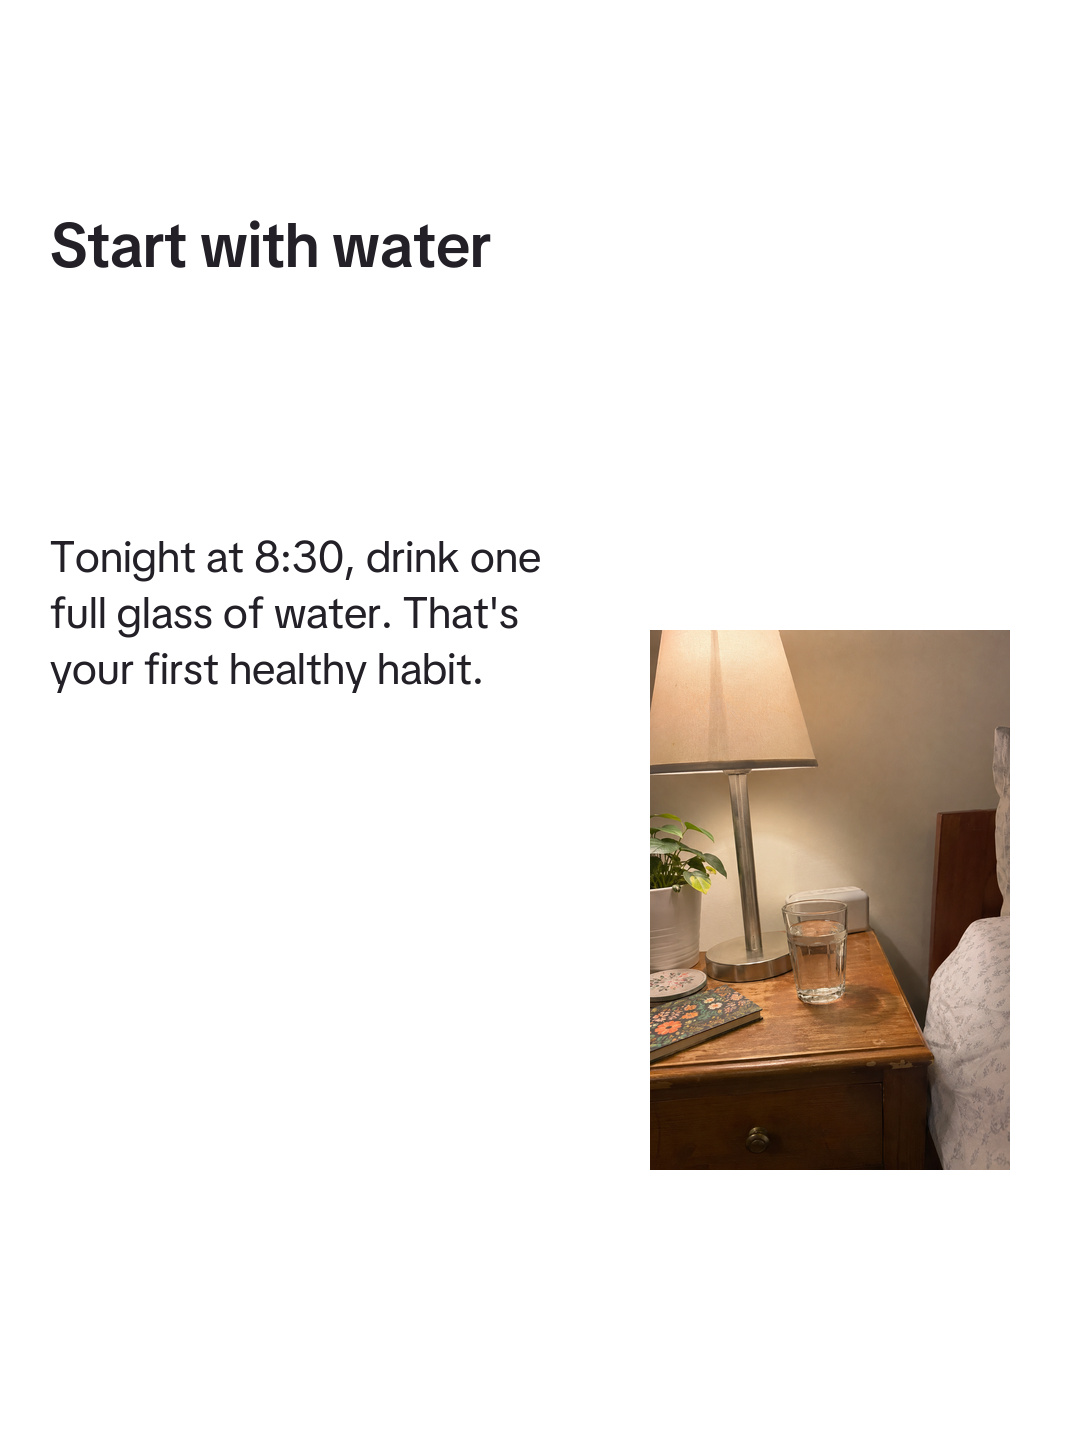 Start with water
Tonight at 8:30, drink one
full glass of water. That's
your first healthy habit.